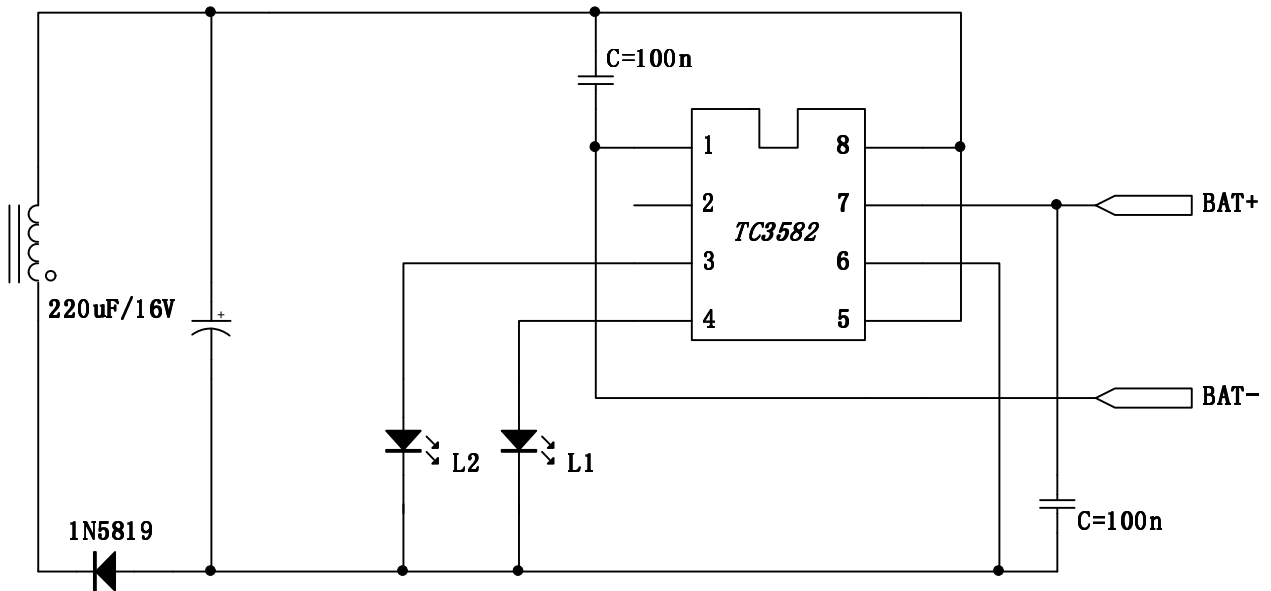 C=100n
1
8
2
7
BAT+
TC3582
3
6
220uF/16V
+
4
5
BAT-
L2
L1
1N5819
C=100n